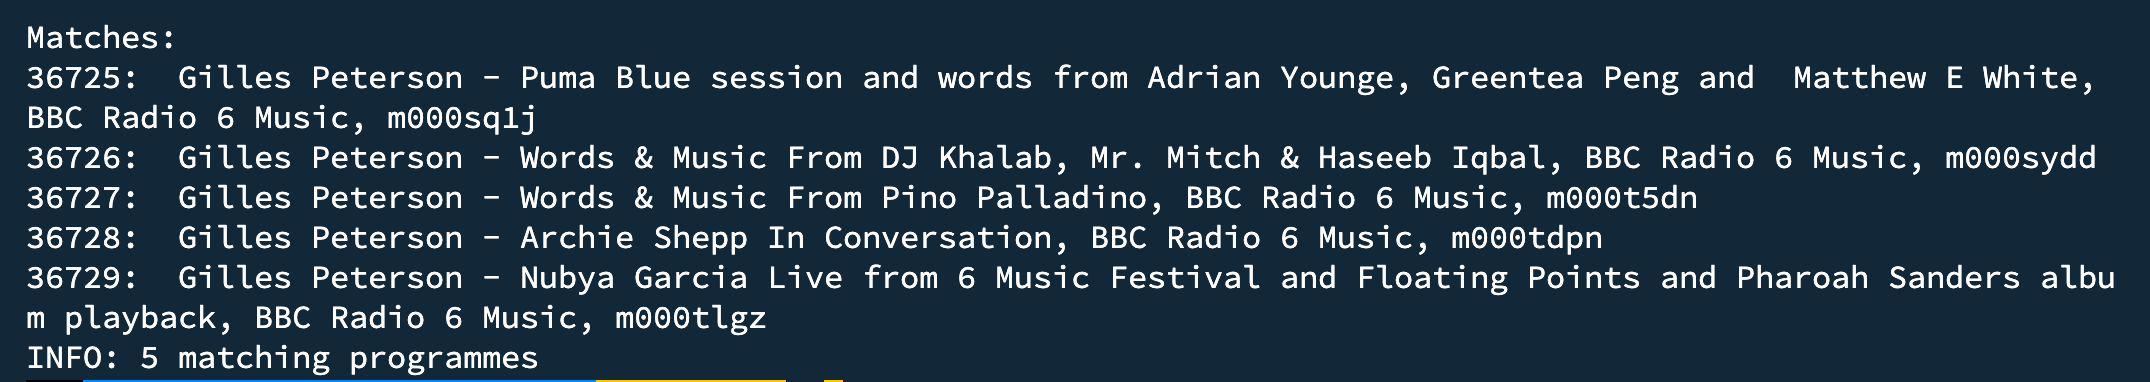 Matches:
36725:  Gilles Peterson - Puma Blue session and words from Adrian Younge, Greentea Peng and  Matthew E White,
BBC Radio 6 Music, m000sq1j
36726:  Gilles Peterson - Words & Music From DJ Khalab, Mr. Mitch & Haseeb Iqbal, BBC Radio 6 Music, m000sydd
36727:  Gilles Peterson - Words & Music From Pino Palladino, BBC Radio 6 Music, m000t5dn
36728:  Gilles Peterson - Archie Shepp In Conversation, BBC Radio 6 Music, m000tdpn
36729:  Gilles Peterson - Nubya Garcia Live from 6 Music Festival and Floating Points and Pharoah Sanders albu
m playback, BBC Radio 6 Music, m000tlgz
INFO: 5 matching programmes